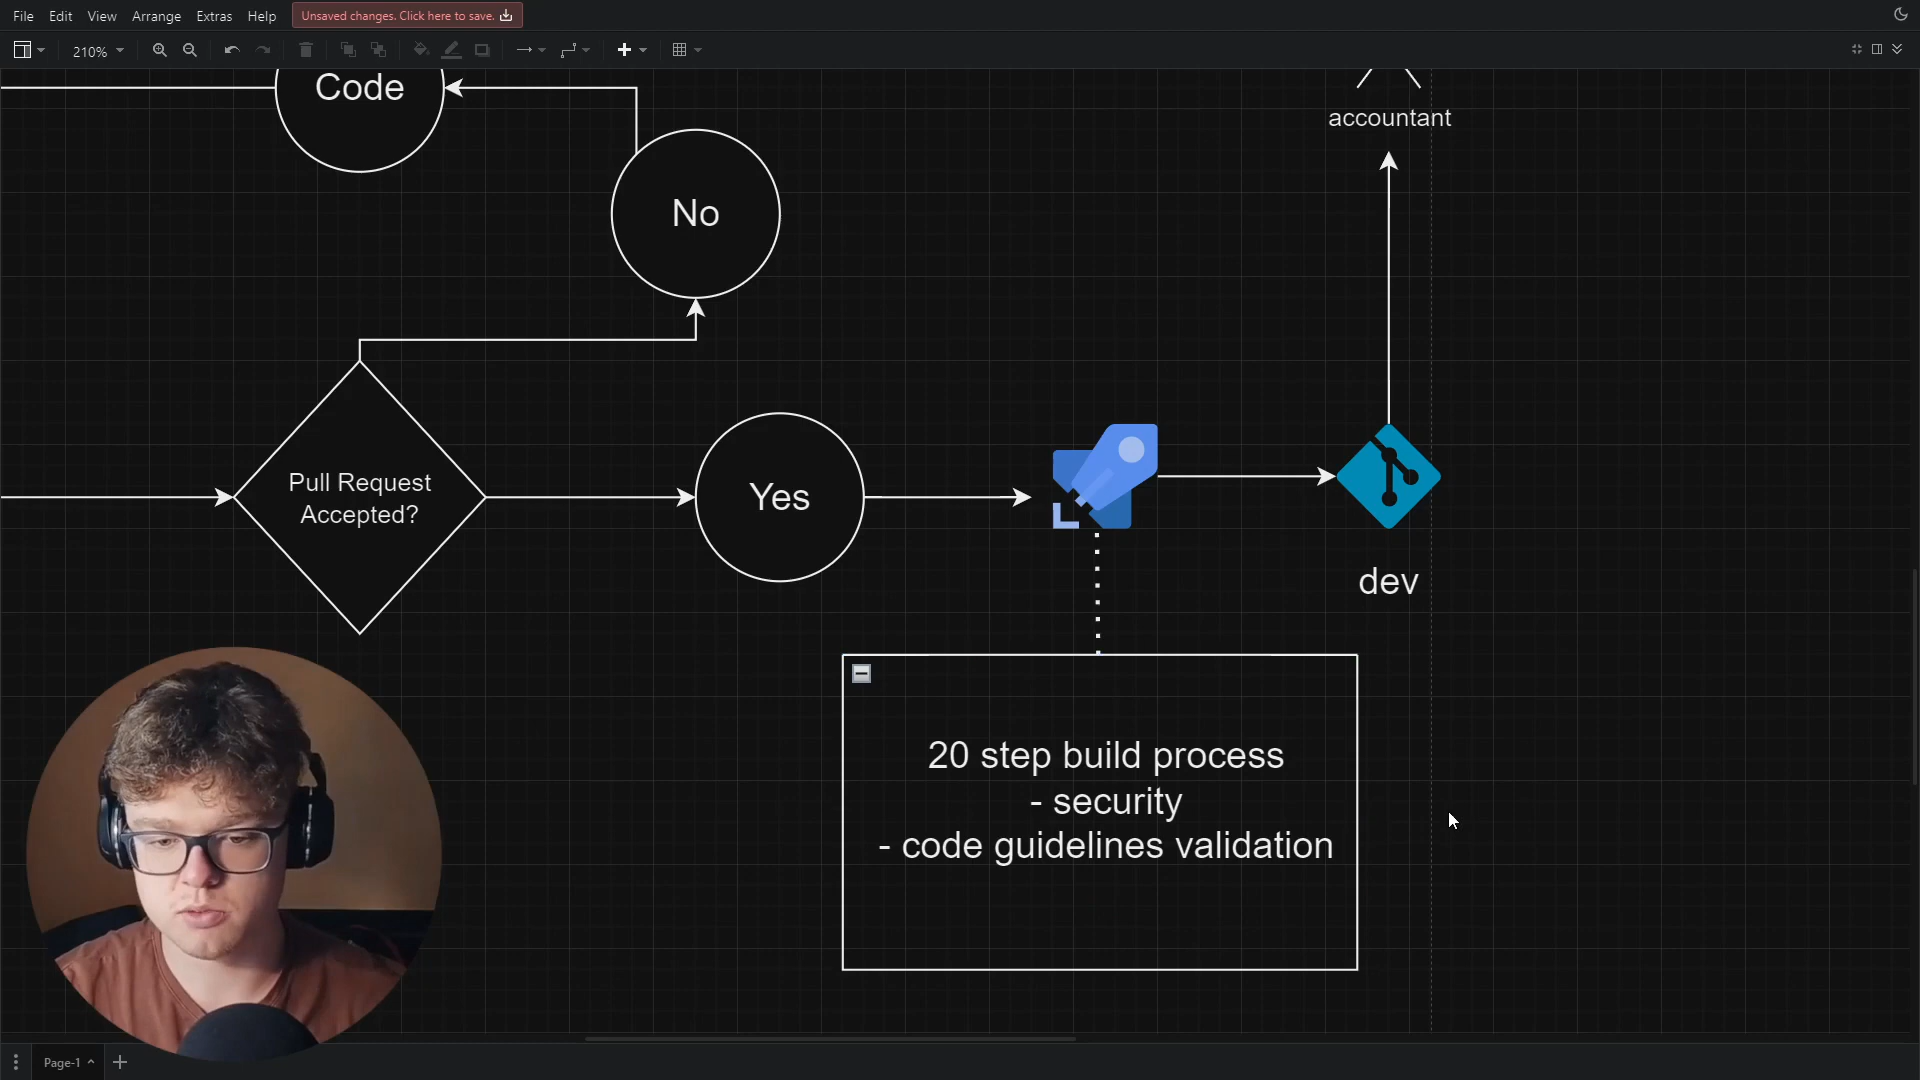 File Edit View Arrange Extras Help Unsaved changes. Click here to save.
210%
Code
accountant
No
Pull Request
Accepted?
Yes
dev
20 step build process
- security
- code guidelines validation
Page-1